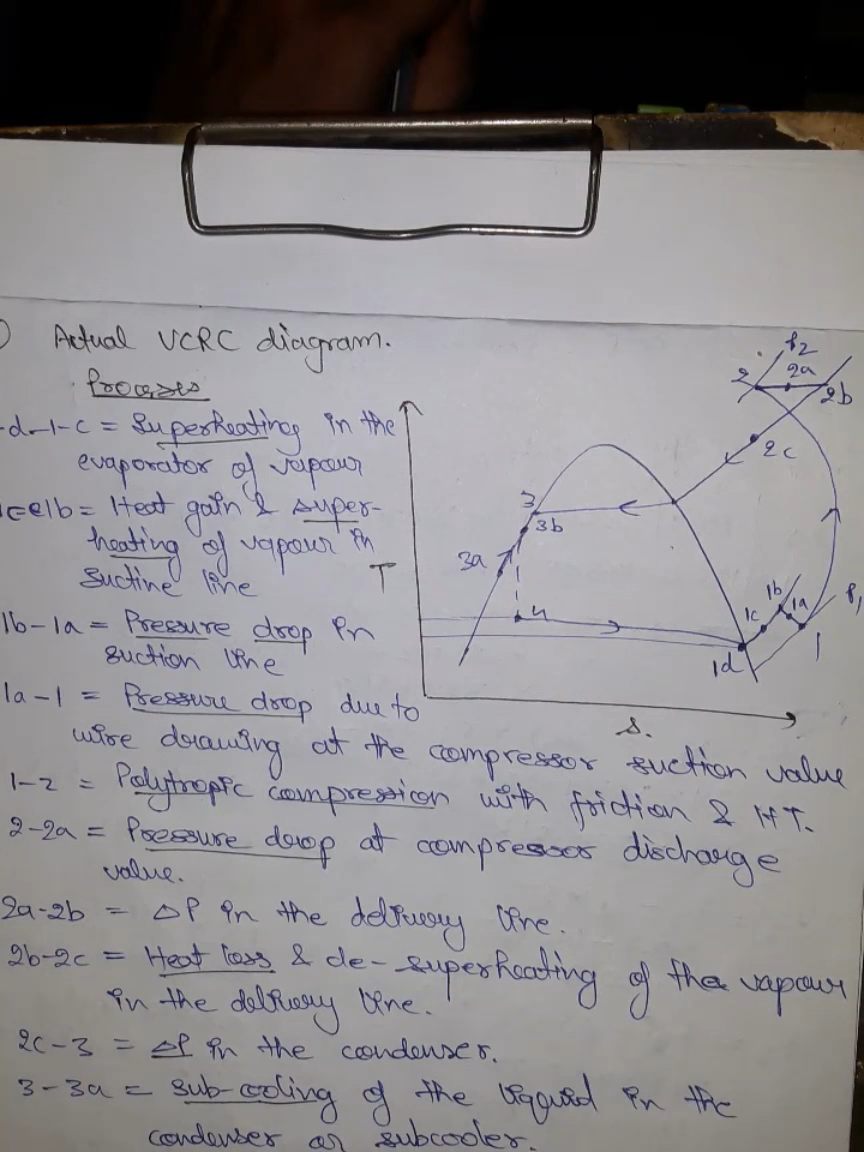 Actual VCRC diagram.
Processes
-d-1-c = Superheating in the
evaporator of vapour
= Heat gain & super-
heating of vapour in
Suctine line
1b-1a = Pressure drop in
suction line
1a-1 = Pressure drop due to
wire drawing at the compressor suction value
1-2 = Polytropic compression with friction & HT.
2-2a = Pressure drop at compressor discharge
value.
2a-2b = ΔP in the delivery line.
2b-2c = Heat loss & de-superheating of the vapour
in the delivery line.
2c-3 = ΔP in the condenser.
3-3a = Sub-cooling of the liquid in the
condenser or subcooler.
T
S.
P2
2
2a
2b
2c
3
3b
3a
4
1d
1c
1b
1a
1
P1